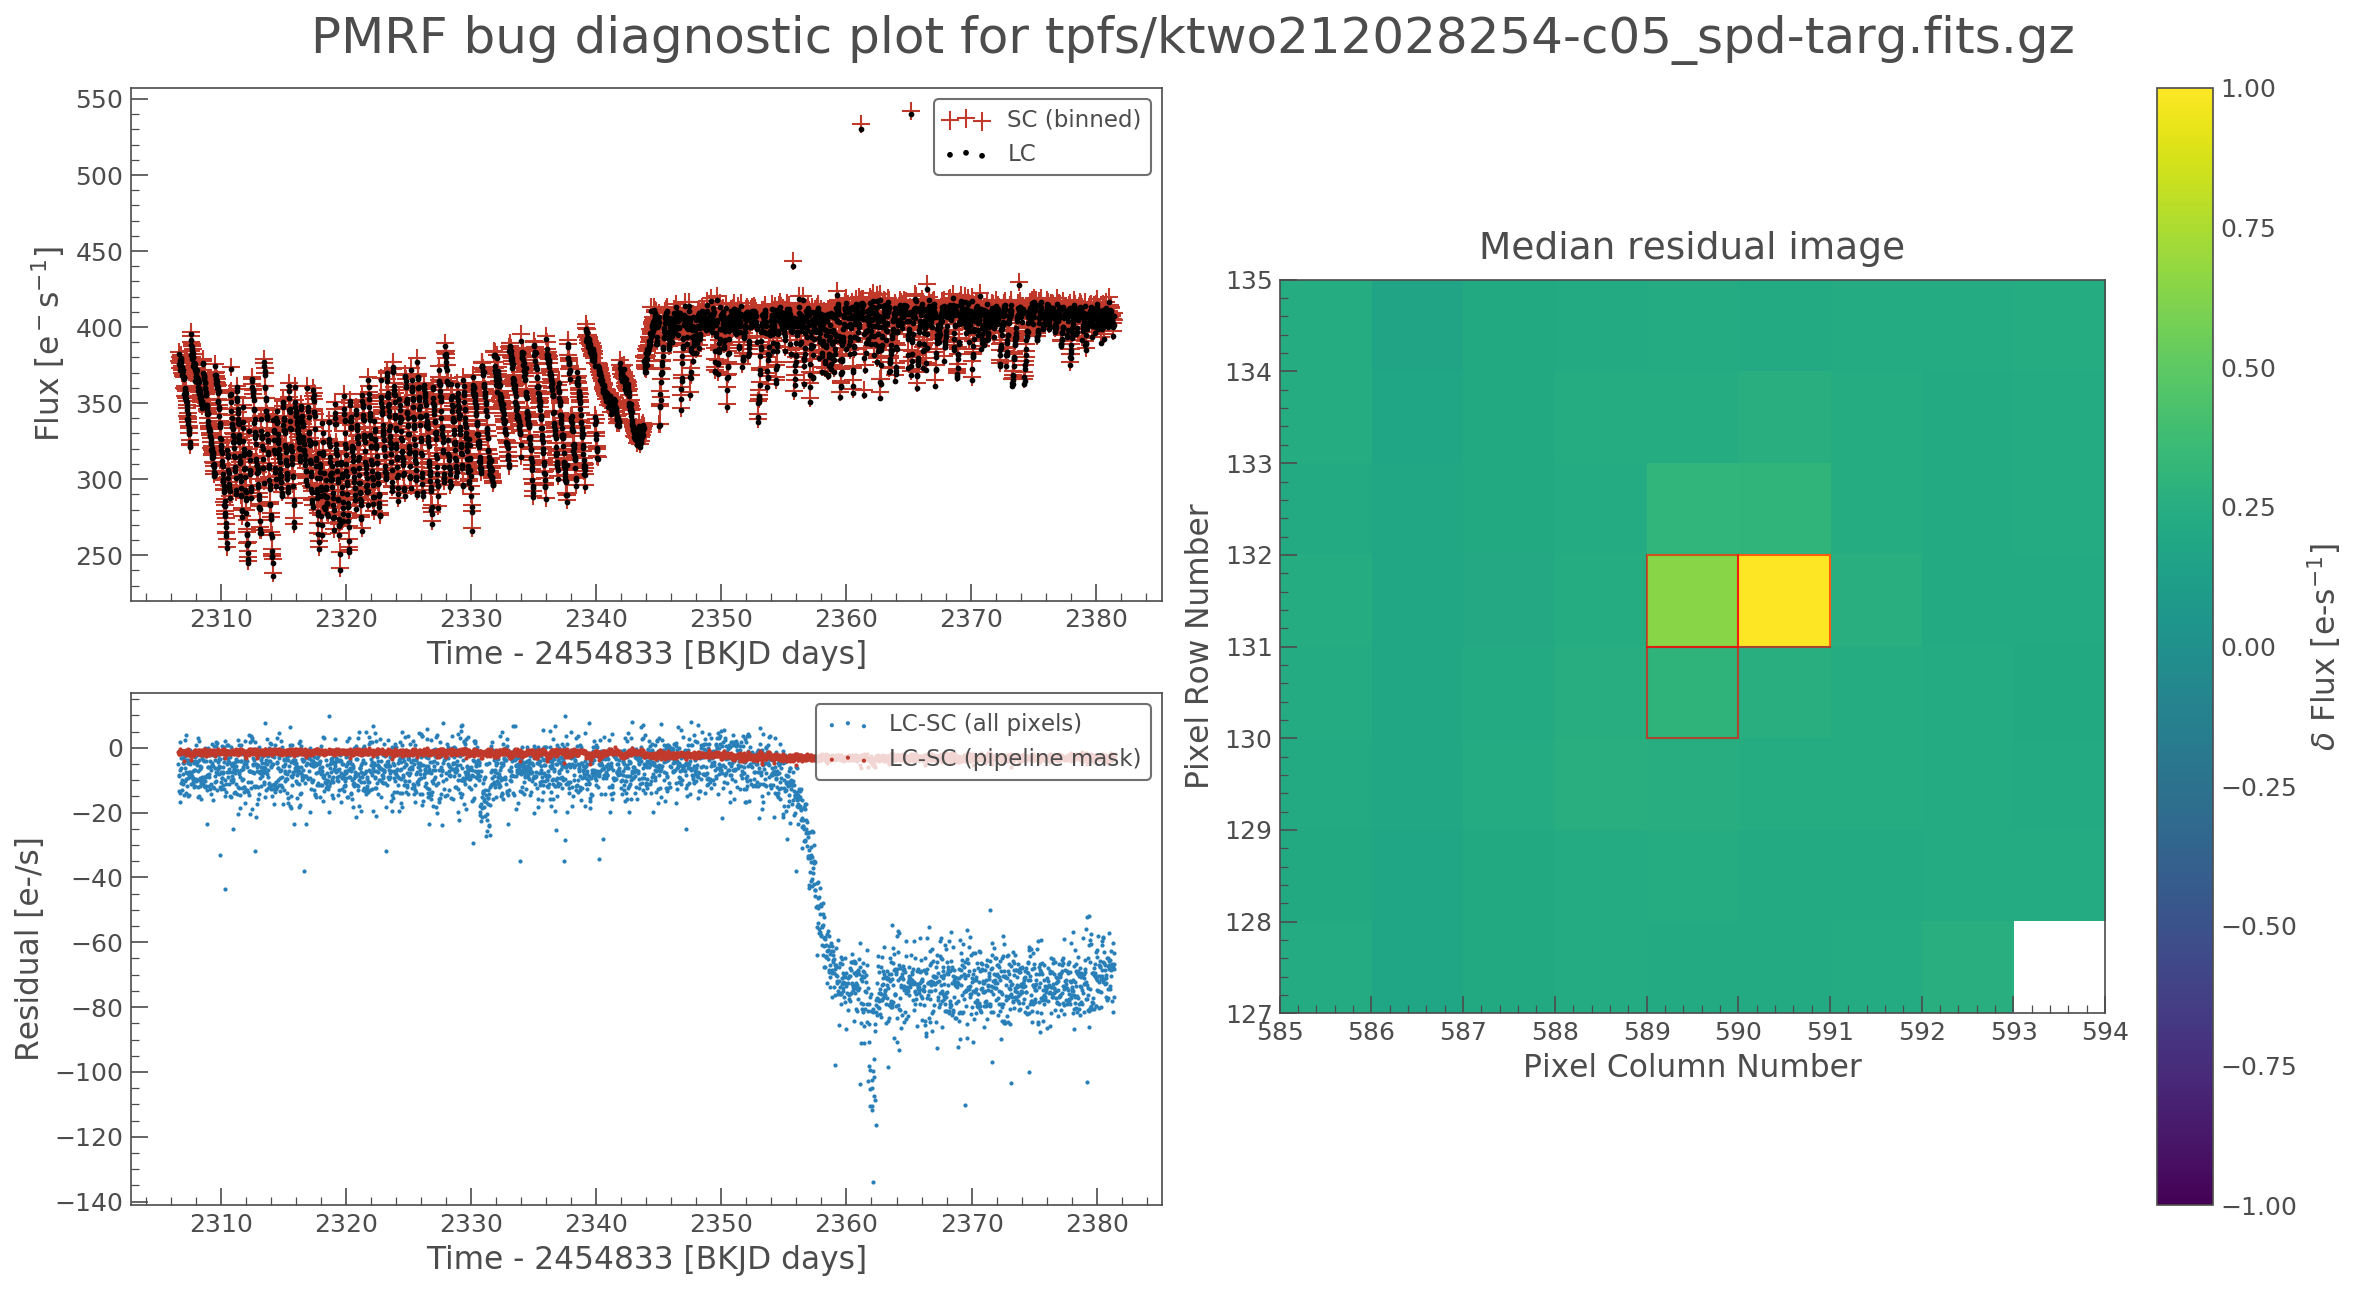 PMRF bug diagnostic plot for tpfs/ktwo212028254-c05_spd-targ.fits.gz
550
500
450
400
350
300
250
Flux [e⁻ s⁻¹]
SC (binned)
LC
2310 2320 2330 2340 2350 2360 2370 2380
Time - 2454833 [BKJD days]
0
−20
−40
−60
−80
−100
−120
−140
Residual [e-/s]
LC-SC (all pixels)
LC-SC (pipeline mask)
2310 2320 2330 2340 2350 2360 2370 2380
Time - 2454833 [BKJD days]
Median residual image
135
134
133
132
131
130
129
128
127
Pixel Row Number
585 586 587 588 589 590 591 592 593 594
Pixel Column Number
1.00
0.75
0.50
0.25
0.00
−0.25
−0.50
−0.75
−1.00
δ Flux [e-s⁻¹]